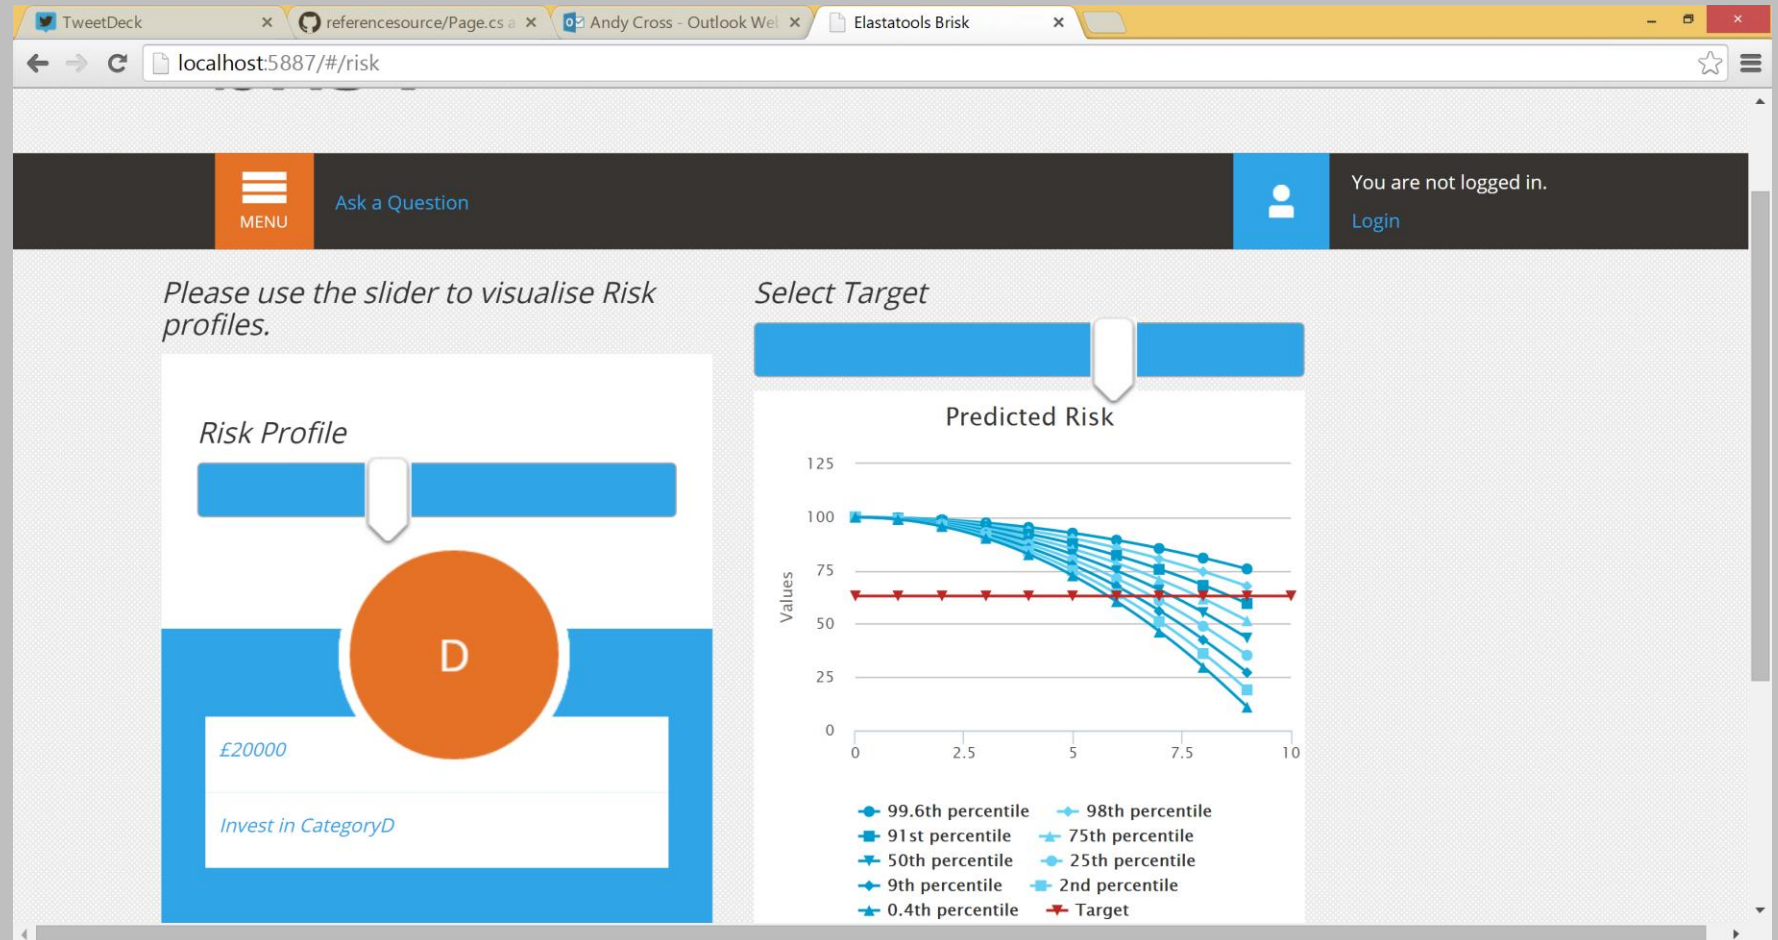 TweetDeck
referencesource/Page.cs a
Andy Cross - Outlook Wel
Elastatools Brisk
localhost:5887/#/risk
MENU
Ask a Question
You are not logged in.
Login
Please use the slider to visualise Risk
profiles.
Risk Profile
D
£20000
Invest in CategoryD
Select Target
Predicted Risk
125
100
75
50
25
0
Values
0 2.5 5 7.5 10
99.6th percentile 98th percentile
91st percentile 75th percentile
50th percentile 25th percentile
9th percentile 2nd percentile
0.4th percentile Target